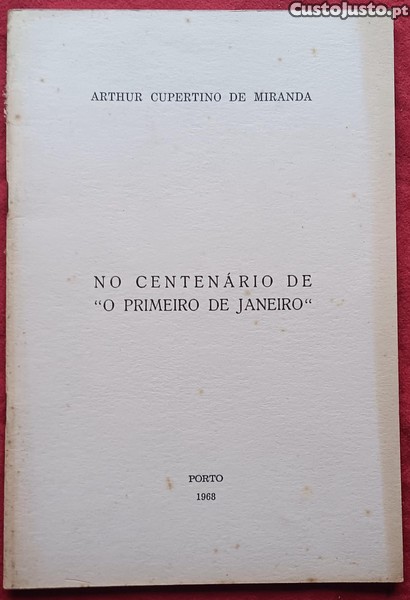 CustoJusto.pt
ARTHUR CUPERTINO DE MIRANDA
NO CENTENÁRIO DE
“O PRIMEIRO DE JANEIRO“
PORTO
1968